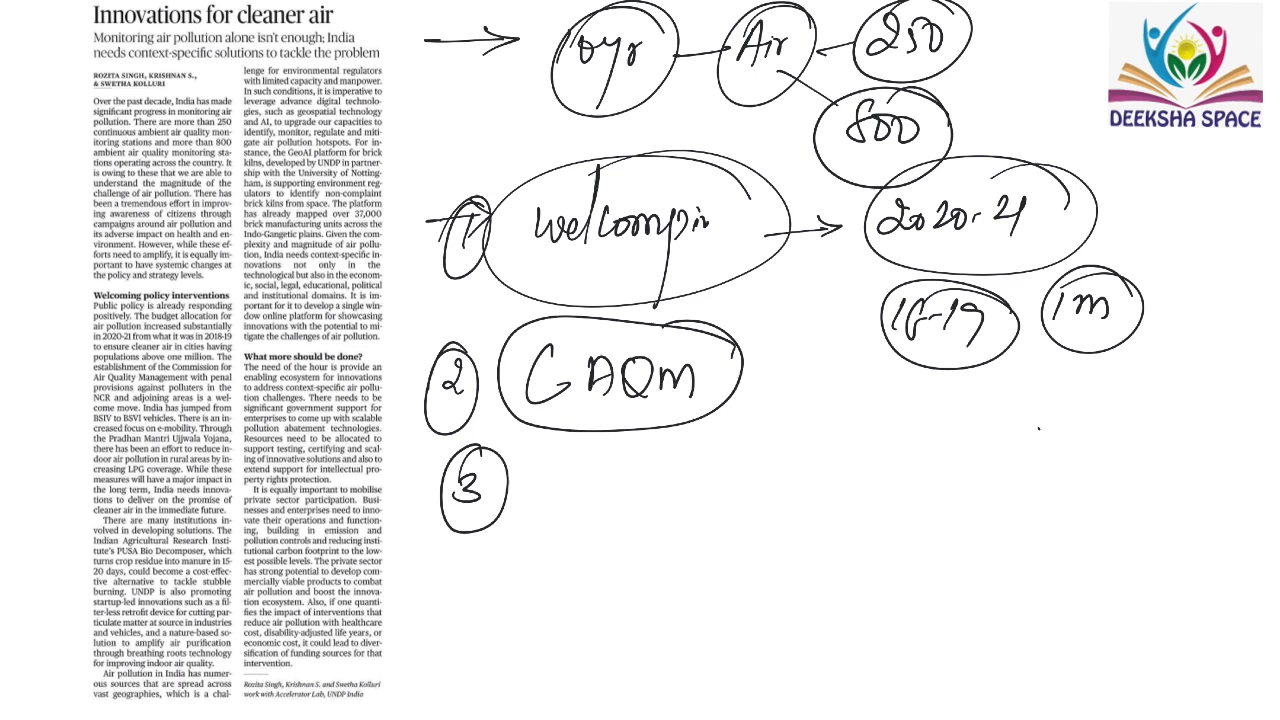 Innovations for cleaner air
Monitoring air pollution alone isn't enough; India
needs context-specific solutions to tackle the problem
ROZITA SINGH, KRISHNAN S.,
& SWETHA KOLLURI
Over the past decade, India has made
significant progress in monitoring air
pollution. There are more than 250
continuous ambient air quality mon-
itoring stations and more than 800
ambient air quality monitoring sta-
tions operating across the country. It
is owing to these that we are able to
understand the magnitude of the
challenge of air pollution. There has
been a tremendous effort in improv-
ing awareness of citizens through
campaigns around air pollution and
its adverse impact on health and en-
vironment. However, while these ef-
forts need to amplify, it is equally im-
portant to have systemic changes at
the policy and strategy levels.
Welcoming policy interventions
Public policy is already responding
positively. The budget allocation for
air pollution increased substantially
in 2020-21 from what it was in 2018-19
to ensure cleaner air in cities having
populations above one million. The
establishment of the Commission for
Air Quality Management with penal
provisions against polluters in the
NCR and adjoining areas is a wel-
come move. India has jumped from
BSIV to BSVI vehicles. There is an in-
creased focus on e-mobility. Through
the Pradhan Mantri Ujjwala Yojana,
there has been an effort to reduce in-
door air pollution in rural areas by in-
creasing LPG coverage. While these
measures will have a major impact in
the long term, India needs innova-
tions to deliver on the promise of
cleaner air in the immediate future.
There are many institutions in-
volved in developing solutions. The
Indian Agricultural Research Insti-
tute's PUSA Bio Decomposer, which
turns crop residue into manure in 15-
20 days, could become a cost-effec-
tive alternative to tackle stubble
burning. UNDP is also promoting
startup-led innovations such as a fil-
ter-less retrofit device for cutting par-
ticulate matter at source in industries
and vehicles, and a nature-based so-
lution to amplify air purification
through breathing roots technology
for improving indoor air quality.
Air pollution in India has numer-
ous sources that are spread across
vast geographies, which is a chal-
lenge for environmental regulators
with limited capacity and manpower.
In such conditions, it is imperative to
leverage advance digital technolo-
gies, such as geospatial technology
and AI, to upgrade our capacities to
identify, monitor, regulate and miti-
gate air pollution hotspots. For in-
stance, the GeoAI platform for brick
kilns, developed by UNDP in partner-
ship with the University of Notting-
ham, is supporting environment reg-
ulators to identify non-complaint
brick kilns from space. The platform
has already mapped over 37,000
brick manufacturing units across the
Indo-Gangetic plains. Given the com-
plexity and magnitude of air pollu-
tion, India needs context-specific in-
novations not only in the
technological but also in the econom-
ic, social, legal, educational, political
and institutional domains. It is im-
portant for it to develop a single win-
dow online platform for showcasing
innovations with the potential to mi-
tigate the challenges of air pollution.
What more should be done?
The need of the hour is provide an
enabling ecosystem for innovations
to address context-specific air pollu-
tion challenges. There needs to be
significant government support for
enterprises to come up with scalable
pollution abatement technologies.
Resources need to be allocated to
support testing, certifying and scal-
ing of innovative solutions and also to
extend support for intellectual pro-
perty rights protection.
It is equally important to mobilise
private sector participation. Busi-
nesses and enterprises need to inno-
vate their operations and function-
ing, building in emission and
pollution controls and reducing insti-
tutional carbon footprint to the low-
est possible levels. The private sector
has strong potential to develop com-
mercially viable products to combat
air pollution and boost the innova-
tion ecosystem. Also, if one quanti-
fies the impact of interventions that
reduce air pollution with healthcare
cost, disability-adjusted life years, or
economic cost, it could lead to diver-
sification of funding sources for that
intervention.
Rozita Singh, Krishnan S. and Swetha Kolluri
work with Accelerator Lab, UNDP India
10yr Air 250
800
1 2020-21
18-19 1m
2 CAQM
3
DEEKSHA SPACE